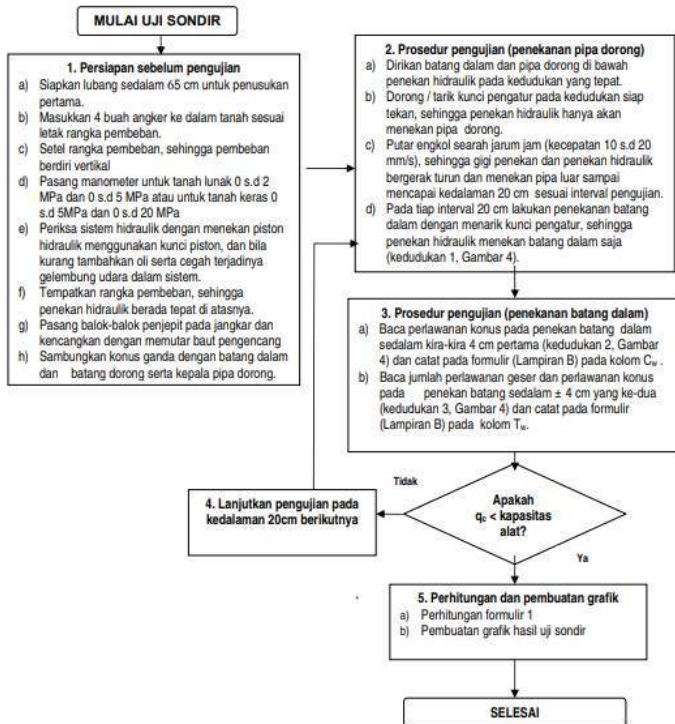 MULAI UJI SONDIR
1. Persiapan sebelum pengujian
a) Siapkan lubang sedalam 65 cm untuk penusukan
pertama.
b) Masukkan 4 buah angker ke dalam tanah sesuai
letak rangka pembeban.
c) Setel rangka pembeban, sehingga pembeban
berdiri vertikal
d) Pasang manometer untuk tanah lunak 0 s.d 2
MPa dan 0 s.d 5 MPa atau untuk tanah keras 0
s.d 5MPa dan 0 s.d 20 MPa
e) Periksa sistem hidraulik dengan menekan piston
hidraulik menggunakan kunci piston, dan bila
kurang tambahkan oli serta cegah terjadinya
gelembung udara dalam sistem.
f) Tempatkan rangka pembeban, sehingga
penekan hidraulik berada tepat di atasnya.
g) Pasang balok-balok penjepit pada jangkar dan
kencangkan dengan memutar baut pengencang
h) Sambungkan konus ganda dengan batang dalam
dan batang dorong serta kepala pipa dorong.
2. Prosedur pengujian (penekanan pipa dorong)
a) Dirikan batang dalam dan pipa dorong di bawah
penekan hidraulik pada kedudukan yang tepat.
b) Dorong / tarik kunci pengatur pada kedudukan siap
tekan, sehingga penekan hidraulik hanya akan
menekan pipa dorong.
c) Putar engkol searah jarum jam (kecepatan 10 s.d 20
mm/s), sehingga gigi penekan dan penekan hidraulik
bergerak turun dan menekan pipa luar sampai
mencapai kedalaman 20 cm sesuai interval pengujian.
d) Pada tiap interval 20 cm lakukan penekanan batang
dalam dengan menarik kunci pengatur, sehingga
penekan hidraulik menekan batang dalam saja
(kedudukan 1, Gambar 4).
3. Prosedur pengujian (penekanan batang dalam)
a) Baca perlawanan konus pada penekan batang dalam
sedalam kira-kira 4 cm pertama (kedudukan 2, Gambar
4) dan catat pada formulir (Lampiran B) pada kolom Cw .
b) Baca jumlah perlawanan geser dan perlawanan konus
pada penekan batang sedalam ± 4 cm yang ke-dua
(kedudukan 3, Gambar 4) dan catat pada formulir
(Lampiran B) pada kolom Tw.
Tidak
4. Lanjutkan pengujian pada
kedalaman 20cm berikutnya
Apakah
qc < kapasitas
alat?
Ya
5. Perhitungan dan pembuatan grafik
a) Perhitungan formulir 1
b) Pembuatan grafik hasil uji sondir
SELESAI